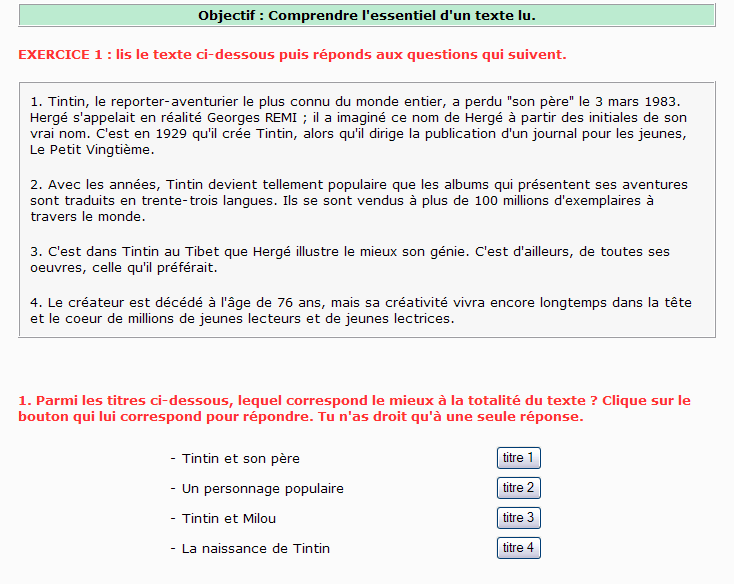 Objectif : Comprendre l'essentiel d'un texte lu.
EXERCICE 1 : lis le texte ci-dessous puis réponds aux questions qui suivent.
1. Tintin, le reporter-aventurier le plus connu du monde entier, a perdu "son père" le 3 mars 1983.
Hergé s'appelait en réalité Georges REMI ; il a imaginé ce nom de Hergé à partir des initiales de son
vrai nom. C'est en 1929 qu'il crée Tintin, alors qu'il dirige la publication d'un journal pour les jeunes,
Le Petit Vingtième.
2. Avec les années, Tintin devient tellement populaire que les albums qui présentent ses aventures
sont traduits en trente-trois langues. Ils se sont vendus à plus de 100 millions d'exemplaires à
travers le monde.
3. C'est dans Tintin au Tibet que Hergé illustre le mieux son génie. C'est d'ailleurs, de toutes ses
oeuvres, celle qu'il préférait.
4. Le créateur est décédé à l'âge de 76 ans, mais sa créativité vivra encore longtemps dans la tête
et le coeur de millions de jeunes lecteurs et de jeunes lectrices.
1. Parmi les titres ci-dessous, lequel correspond le mieux à la totalité du texte ? Clique sur le
bouton qui lui correspond pour répondre. Tu n'as droit qu'à une seule réponse.
- Tintin et son père titre 1
- Un personnage populaire titre 2
- Tintin et Milou titre 3
- La naissance de Tintin titre 4